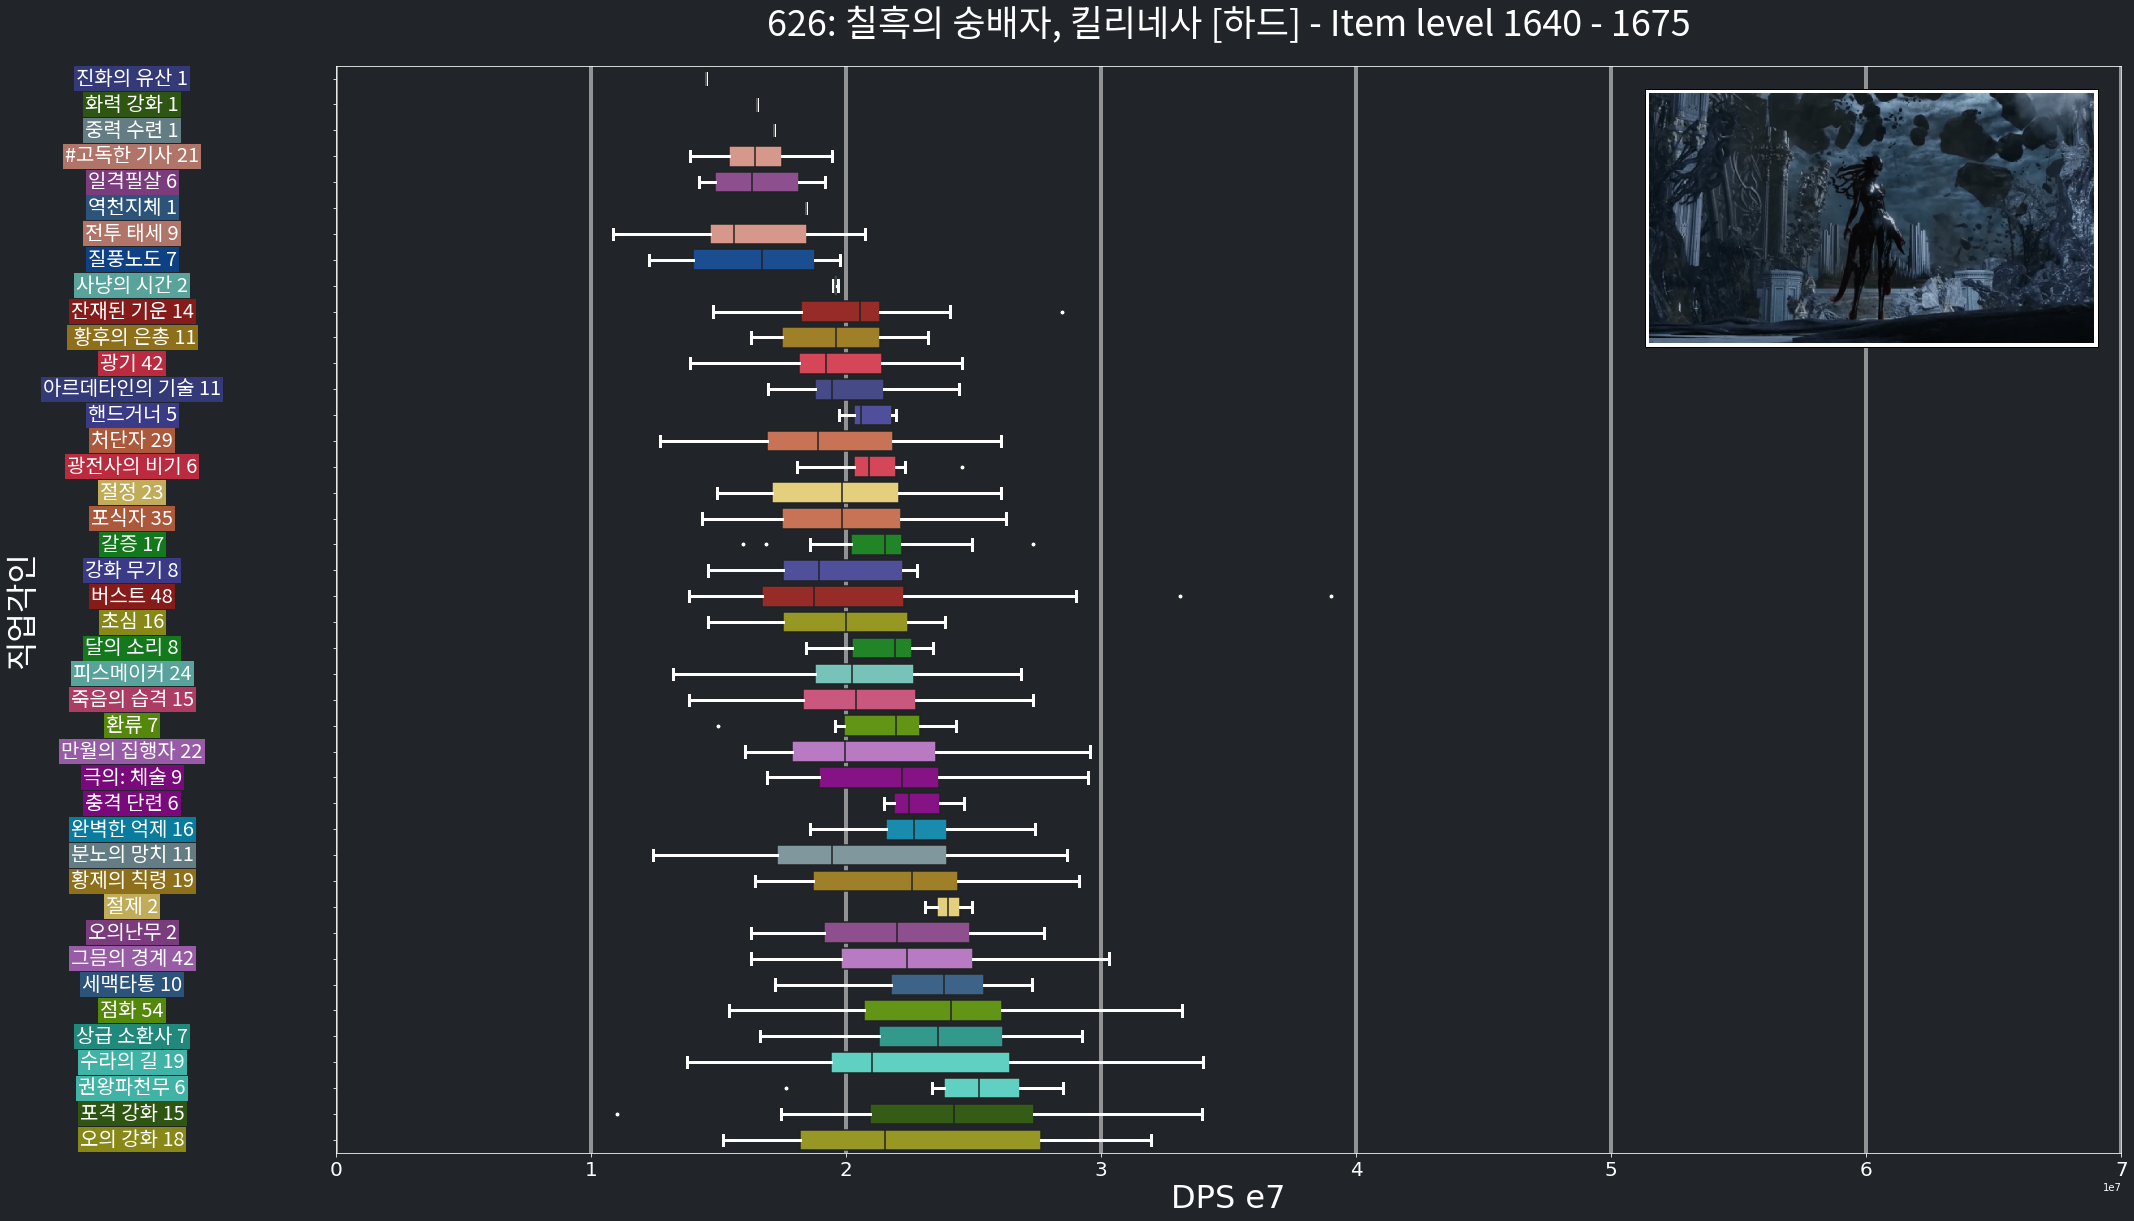 626: 칠흑의 숭배자, 킬리네사 [하드] - Item level 1640 - 1675
직업각인
진화의 유산 1
화력 강화 1
중력 수련 1
#고독한 기사 21
일격필살 6
역천지체 1
전투 태세 9
질풍노도 7
사냥의 시간 2
잔재된 기운 14
황후의 은총 11
광기 42
아르데타인의 기술 11
핸드거너 5
처단자 29
광전사의 비기 6
절정 23
포식자 35
갈증 17
강화 무기 8
버스트 48
초심 16
달의 소리 8
피스메이커 24
죽음의 습격 15
환류 7
만월의 집행자 22
극의: 체술 9
충격 단련 6
완벽한 억제 16
분노의 망치 11
황제의 칙령 19
절제 2
오의난무 2
그믐의 경계 42
세맥타통 10
점화 54
상급 소환사 7
수라의 길 19
권왕파천무 6
포격 강화 15
오의 강화 18
0 1 2 3 4 5 6 7
1e7
DPS e7